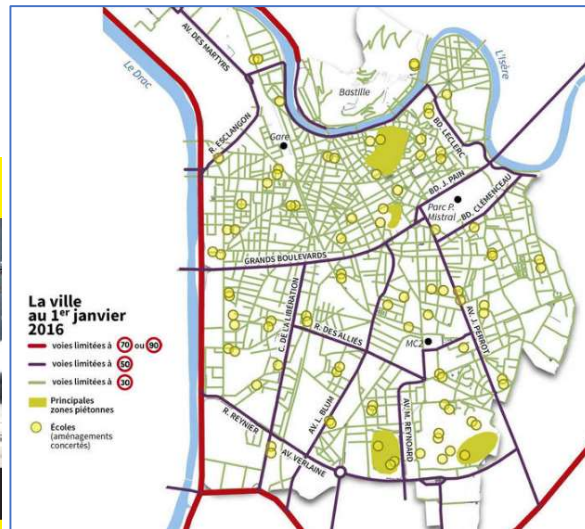 AV. DES MARTYRS
Le Drac
Bastille
L'Isère
R. ESCLANGON
Gare
BD. LECLERC
BD. J. PAIN
Parc P.
Mistral
BD. CLÉMENCEAU
GRANDS BOULEVARDS
La ville
au 1er janvier
2016
voies limitées à 70 ou 90
voies limitées à 50
voies limitées à 30
Principales
zones piétonnes
Écoles
(aménagements
concertés)
C. DE LA LIBÉRATION
R. DES ALLIÉS
MC2
AV. J. PERROT
AV. L. BLUM
AV. M. REYNOARD
R. REYNIER
AV. VERLAINE